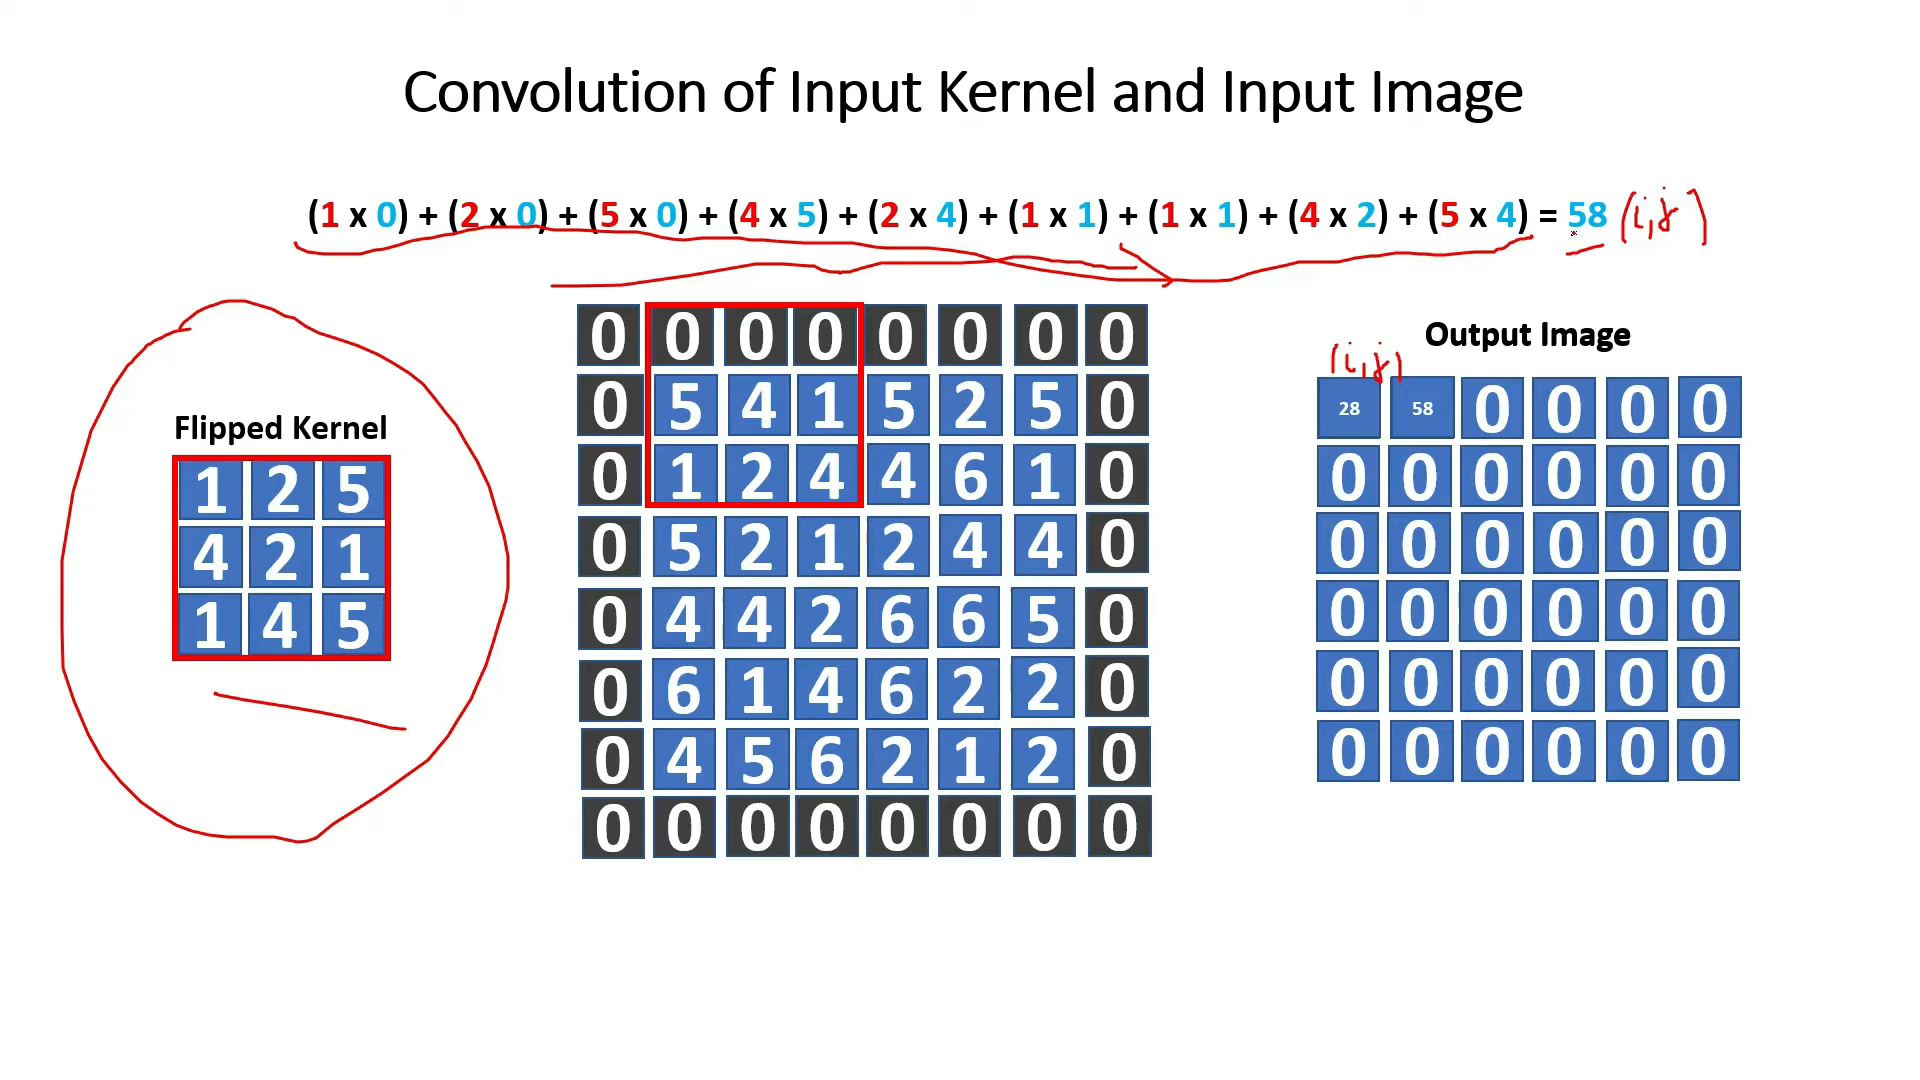 Convolution of Input Kernel and Input Image
(1 x 0) + (2 x 0) + (5 x 0) + (4 x 5) + (2 x 4) + (1 x 1) + (1 x 1) + (4 x 2) + (5 x 4) = 58 (i,j)
Flipped Kernel
1 2 5
4 2 1
1 4 5
0 0 0 0 0 0 0 0
0 5 4 1 5 2 5 0
0 1 2 4 4 6 1 0
0 5 2 1 2 4 4 0
0 4 4 2 6 6 5 0
0 6 1 4 6 2 2 0
0 4 5 6 2 1 2 0
0 0 0 0 0 0 0 0
Output Image
(i,j)
28 58 0 0 0 0
0 0 0 0 0 0
0 0 0 0 0 0
0 0 0 0 0 0
0 0 0 0 0 0
0 0 0 0 0 0